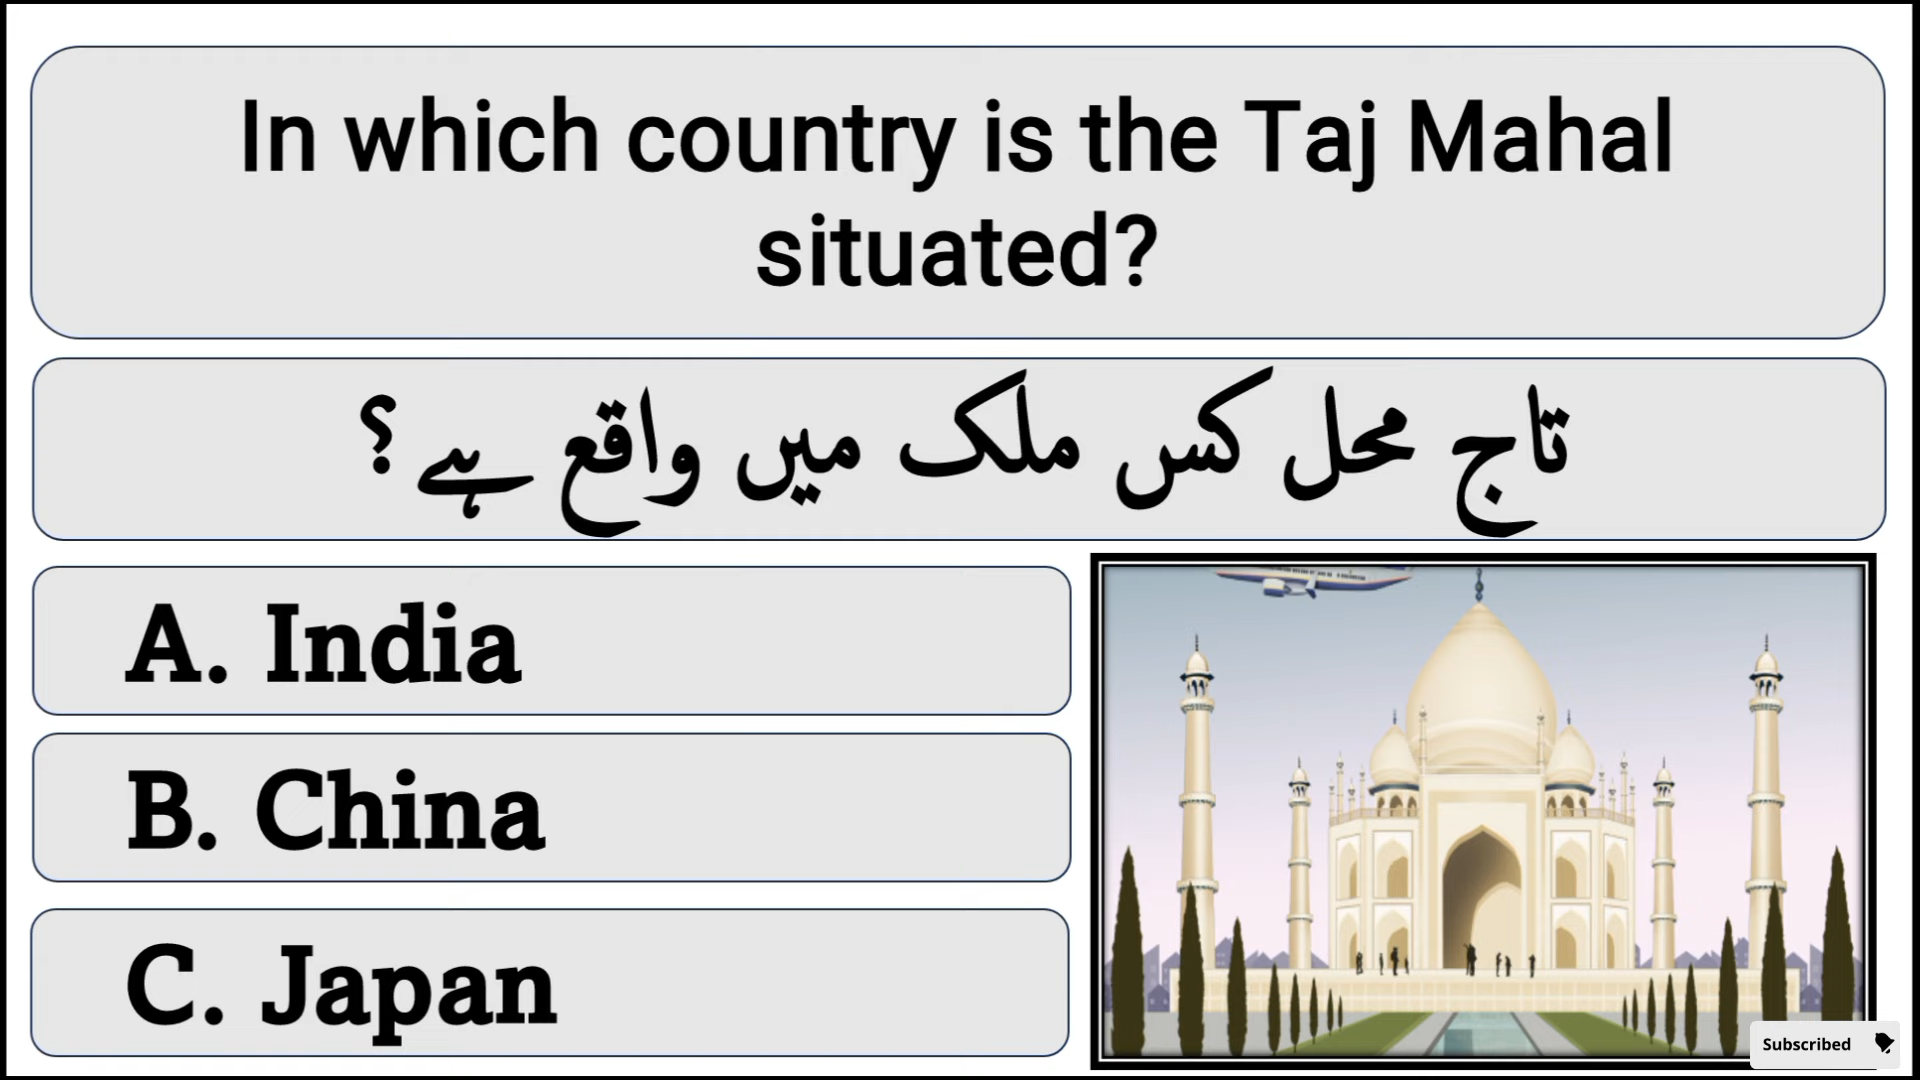 In which country is the Taj Mahal
situated?
تاج محل کس ملک میں واقع ہے؟
A. India
B. China
C. Japan
Subscribed